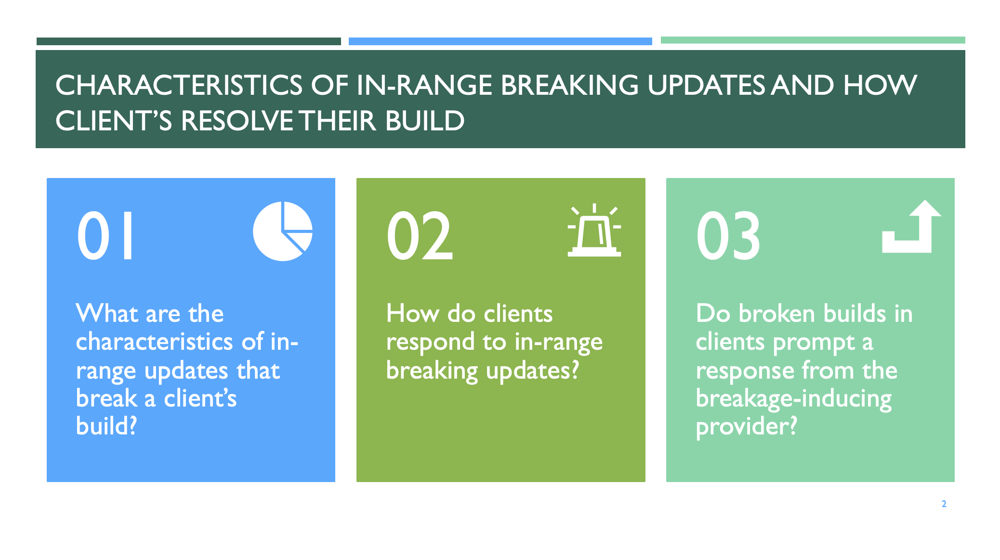 CHARACTERISTICS OF IN-RANGE BREAKING UPDATES AND HOW
CLIENT’S RESOLVE THEIR BUILD
01
What are the
characteristics of in-
range updates that
break a client’s
build?
02
How do clients
respond to in-range
breaking updates?
03
Do broken builds in
clients prompt a
response from the
breakage-inducing
provider?
2